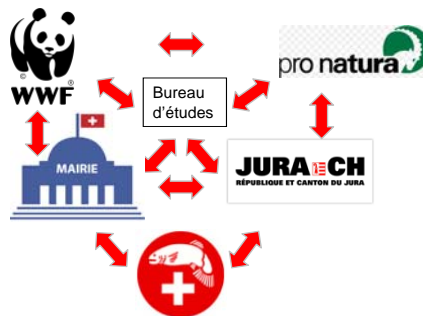 WWF
pro natura
Bureau
d'études
MAIRIE
JURA CH
RÉPUBLIQUE ET CANTON DU JURA